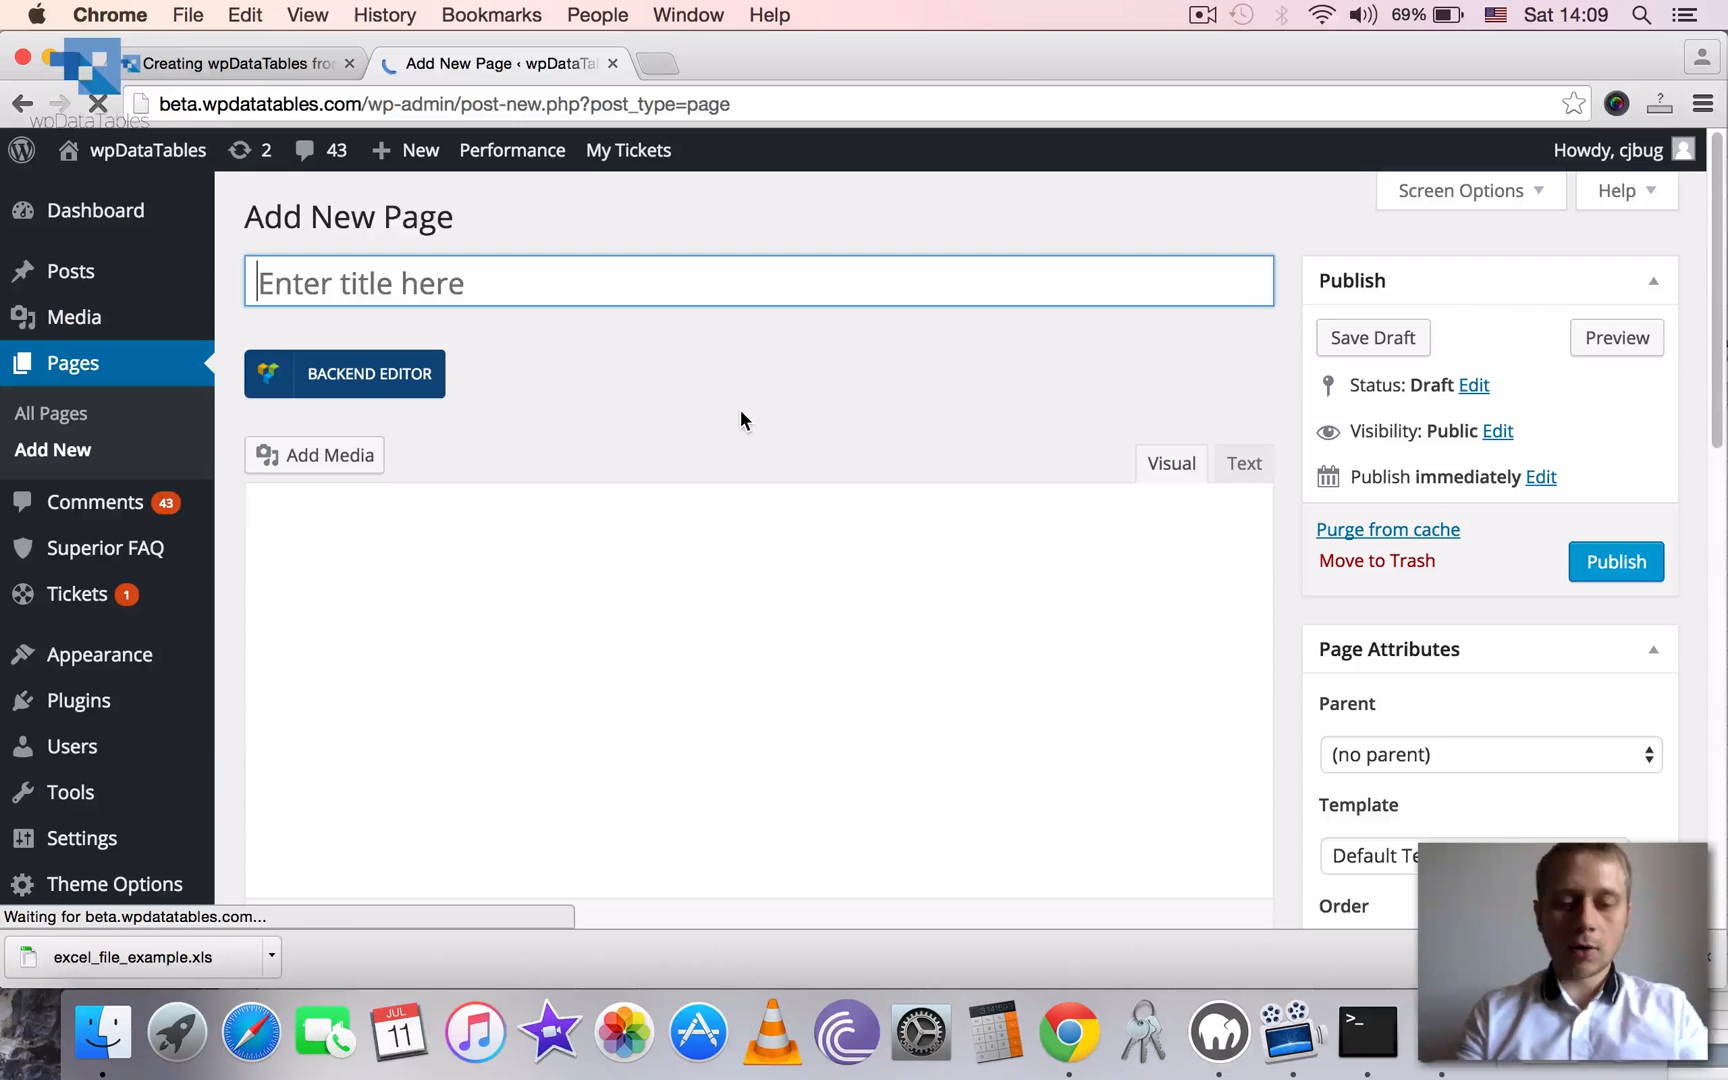 Chrome File Edit View History Bookmarks People Window Help 69% Sat 14:09
Creating wpDataTables fro
Add New Page ‹ wpDataTa
beta.wpdatatables.com/wp-admin/post-new.php?post_type=page
wpDataTables
wpDataTables 2 43 New Performance My Tickets Howdy, cjbug
Screen Options Help
Dashboard
Posts
Media
Pages
All Pages
Add New
Comments 43
Superior FAQ
Tickets 1
Appearance
Plugins
Users
Tools
Settings
Theme Options
Add New Page
Enter title here
BACKEND EDITOR
Add Media
Visual Text
Publish
Save Draft Preview
Status: Draft Edit
Visibility: Public Edit
Publish immediately Edit
Purge from cache
Move to Trash
Publish
Page Attributes
Parent
(no parent)
Template
Default Te
Order
Waiting for beta.wpdatatables.com...
excel_file_example.xls
JUL
11
>_